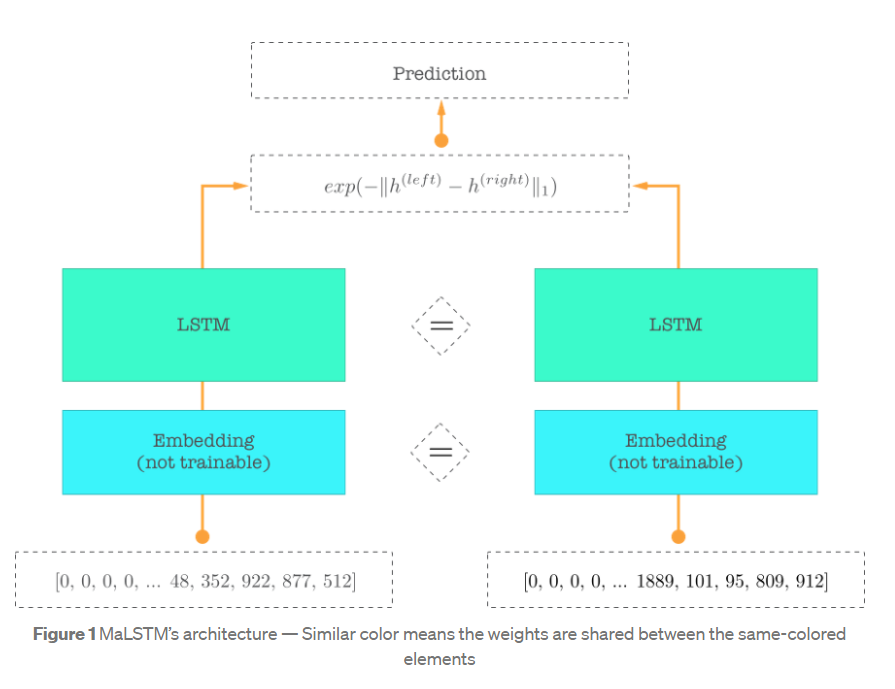 Prediction
exp(−‖h^(left) − h^(right)‖₁)
LSTM
=
LSTM
Embedding
(not trainable)
=
Embedding
(not trainable)
[0, 0, 0, 0, ... 48, 352, 922, 877, 512]
[0, 0, 0, 0, ... 1889, 101, 95, 809, 912]
Figure 1 MaLSTM’s architecture — Similar color means the weights are shared between the same-colored
elements